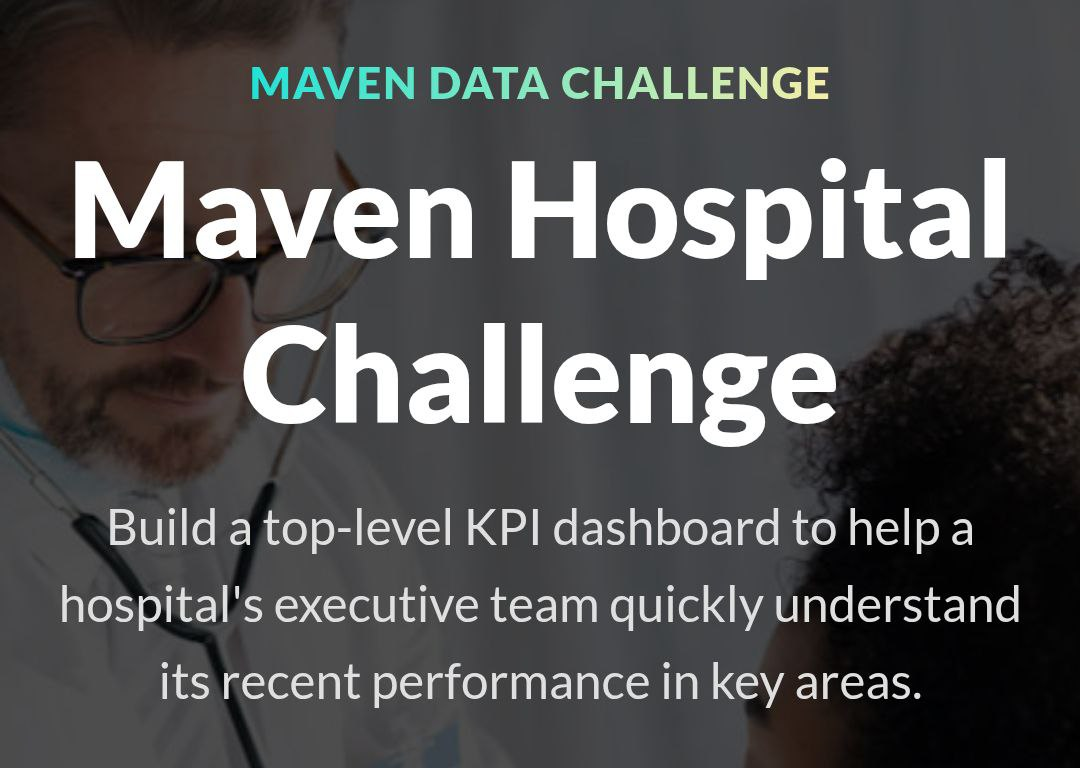 MAVEN DATA CHALLENGE
Maven Hospital
Challenge
Build a top-level KPI dashboard to help a
hospital's executive team quickly understand
its recent performance in key areas.